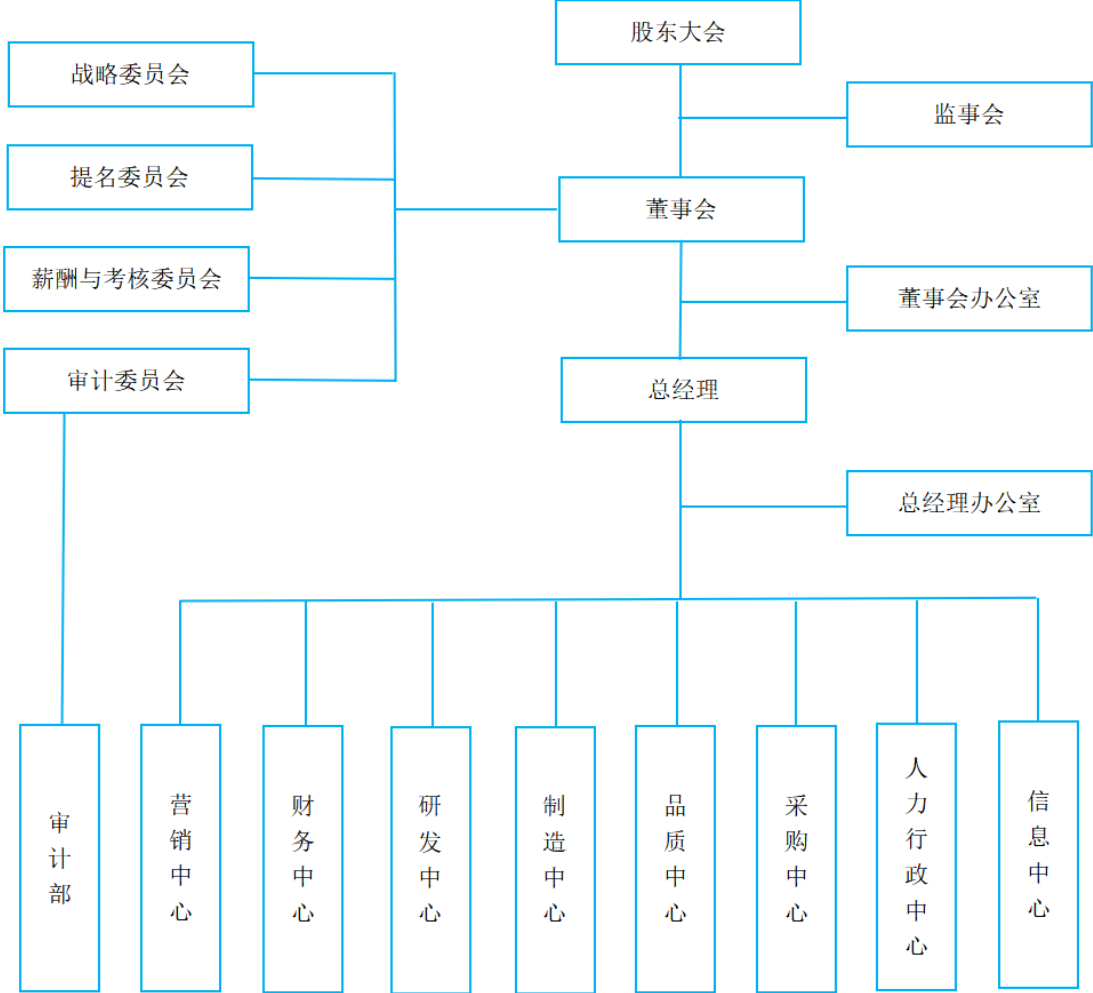 股东大会
战略委员会
监事会
提名委员会
董事会
薪酬与考核委员会
董事会办公室
审计委员会
总经理
总经理办公室
审计部
营销中心
财务中心
研发中心
制造中心
品质中心
采购中心
人力行政中心
信息中心